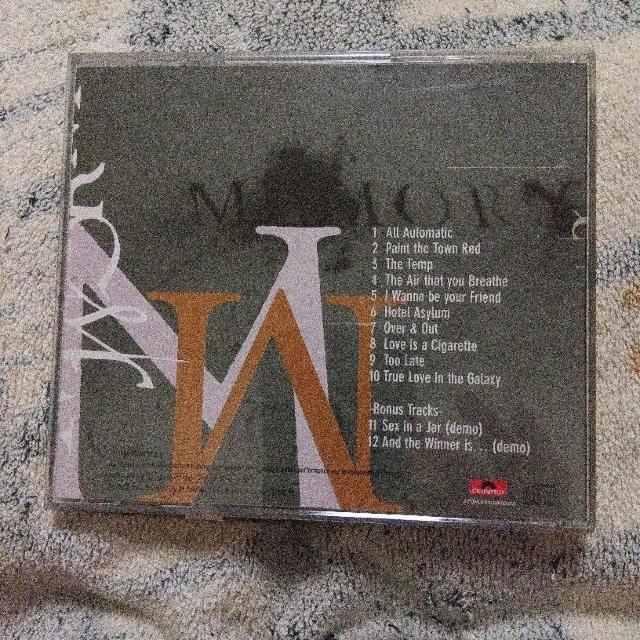 MEMORY
1 All Automatic
2 Paint the Town Red
3 The Temp
4 The Air that you Breathe
5 I Wanna be your Friend
6 Hotel Asylum
7 Over & Out
8 Love is a Cigarette
9 Too Late
10 True Love in the Galaxy
-Bonus Tracks-
11 Sex in a Jar (demo)
12 And the Winner is... (demo)